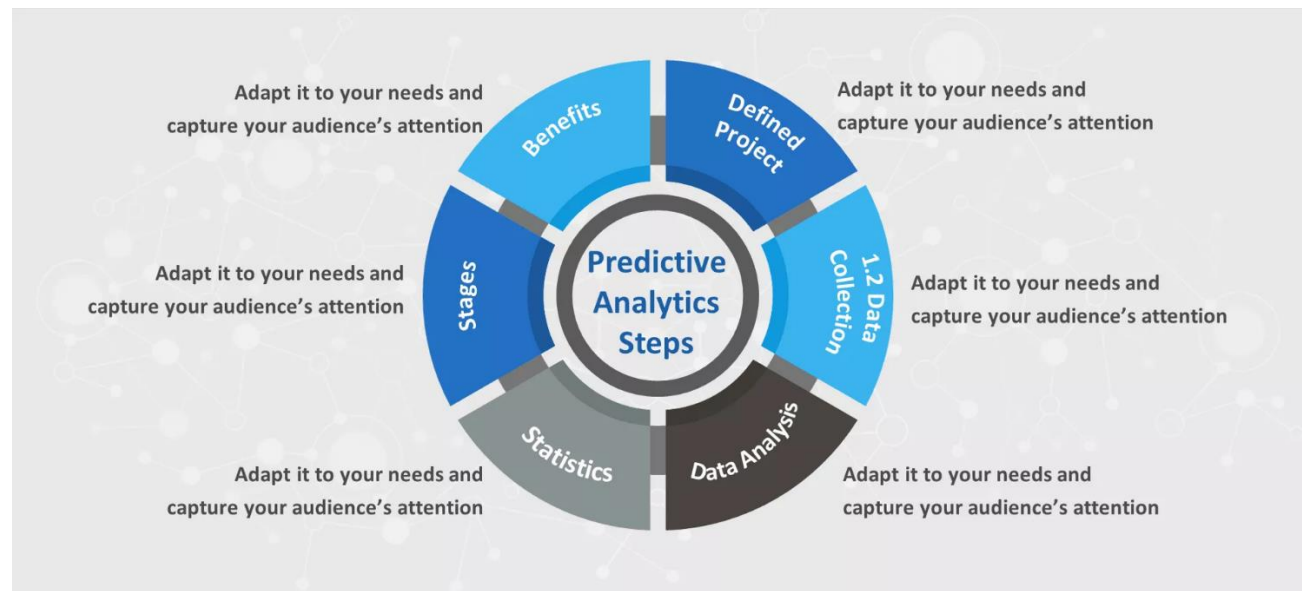 Predictive
Analytics
Steps
Defined
Project
Adapt it to your needs and
capture your audience’s attention
1.2 Data
Collection
Adapt it to your needs and
capture your audience’s attention
Data Analysis
Adapt it to your needs and
capture your audience’s attention
Statistics
Adapt it to your needs and
capture your audience’s attention
Stages
Adapt it to your needs and
capture your audience’s attention
Benefits
Adapt it to your needs and
capture your audience’s attention